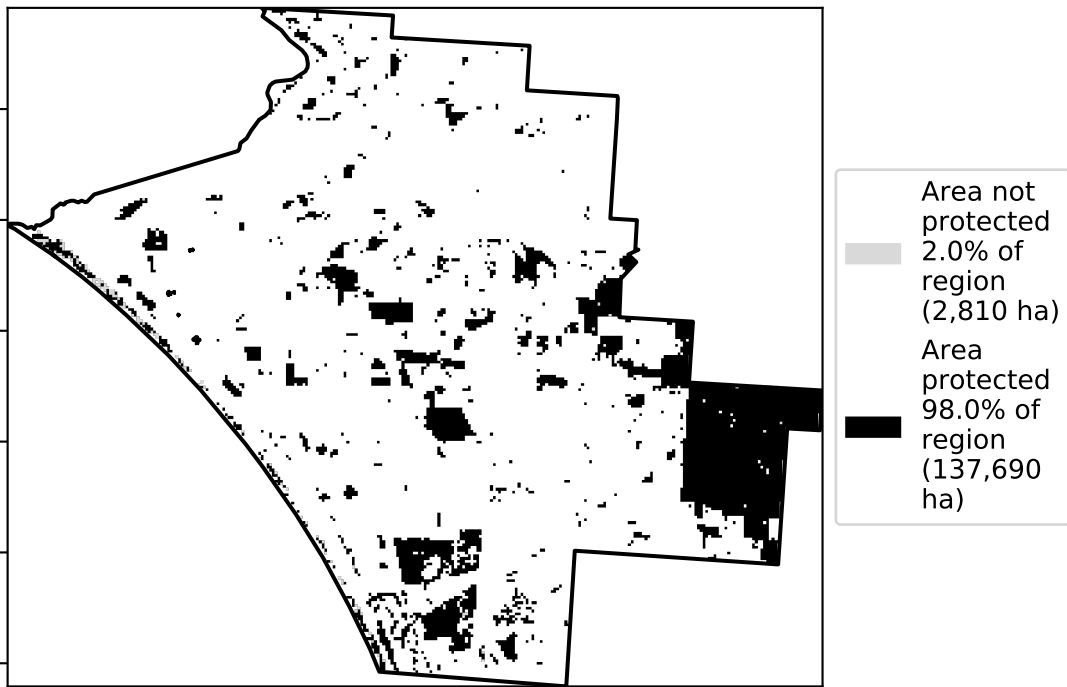 Area not
protected
2.0% of
region
(2,810 ha)
Area
protected
98.0% of
region
(137,690
ha)